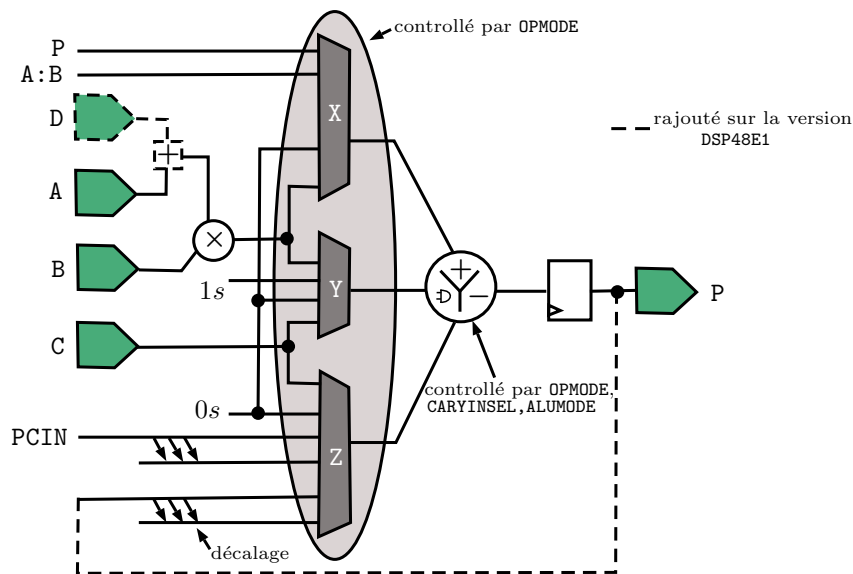 controllé par OPMODE
P
A:B
D
+
A
X
rajouté sur la version
DSP48E1
×
B
1s
Y
+
−
P
C
controllé par OPMODE,
CARYINSEL,ALUMODE
0s
PCIN
Z
décalage